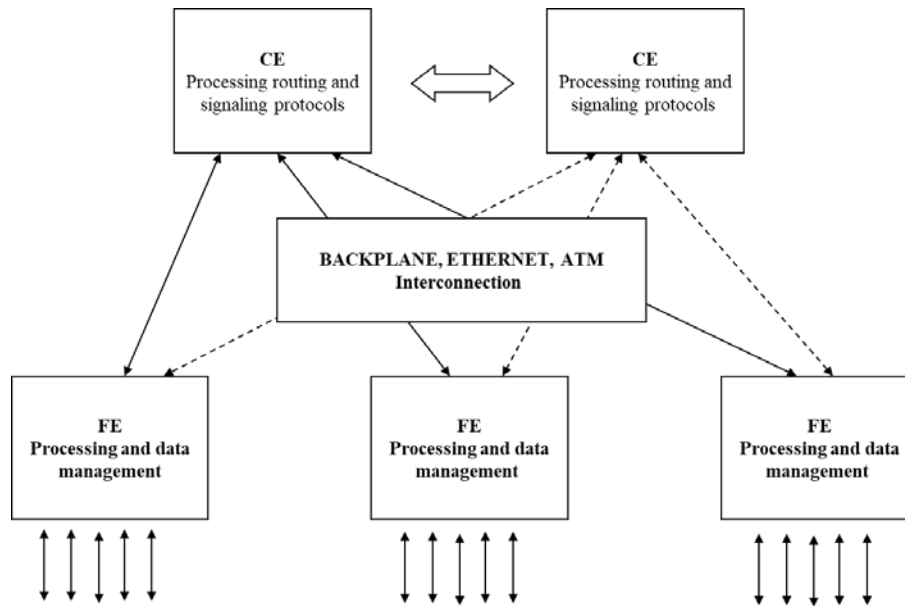 CE
Processing routing and
signaling protocols
CE
Processing routing and
signaling protocols
BACKPLANE, ETHERNET, ATM
Interconnection
FE
Processing and data
management
FE
Processing and data
management
FE
Processing and data
management